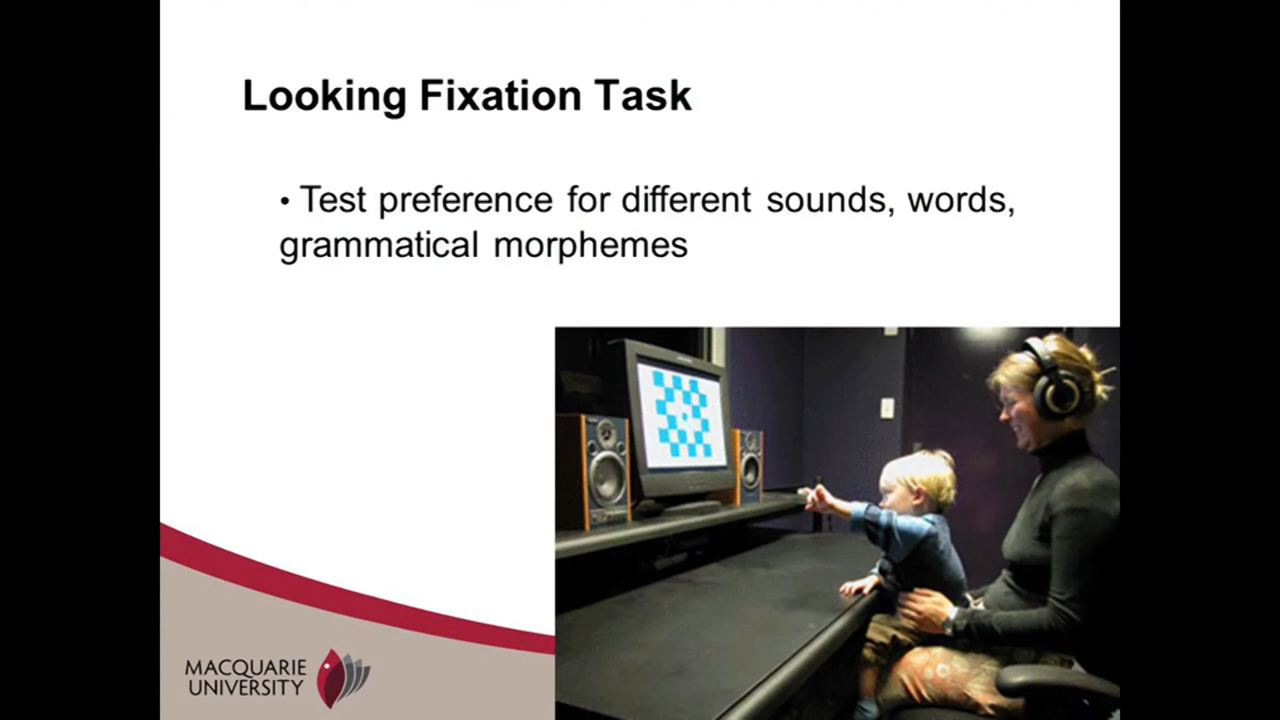 Looking Fixation Task
• Test preference for different sounds, words,
grammatical morphemes
MACQUARIE
UNIVERSITY